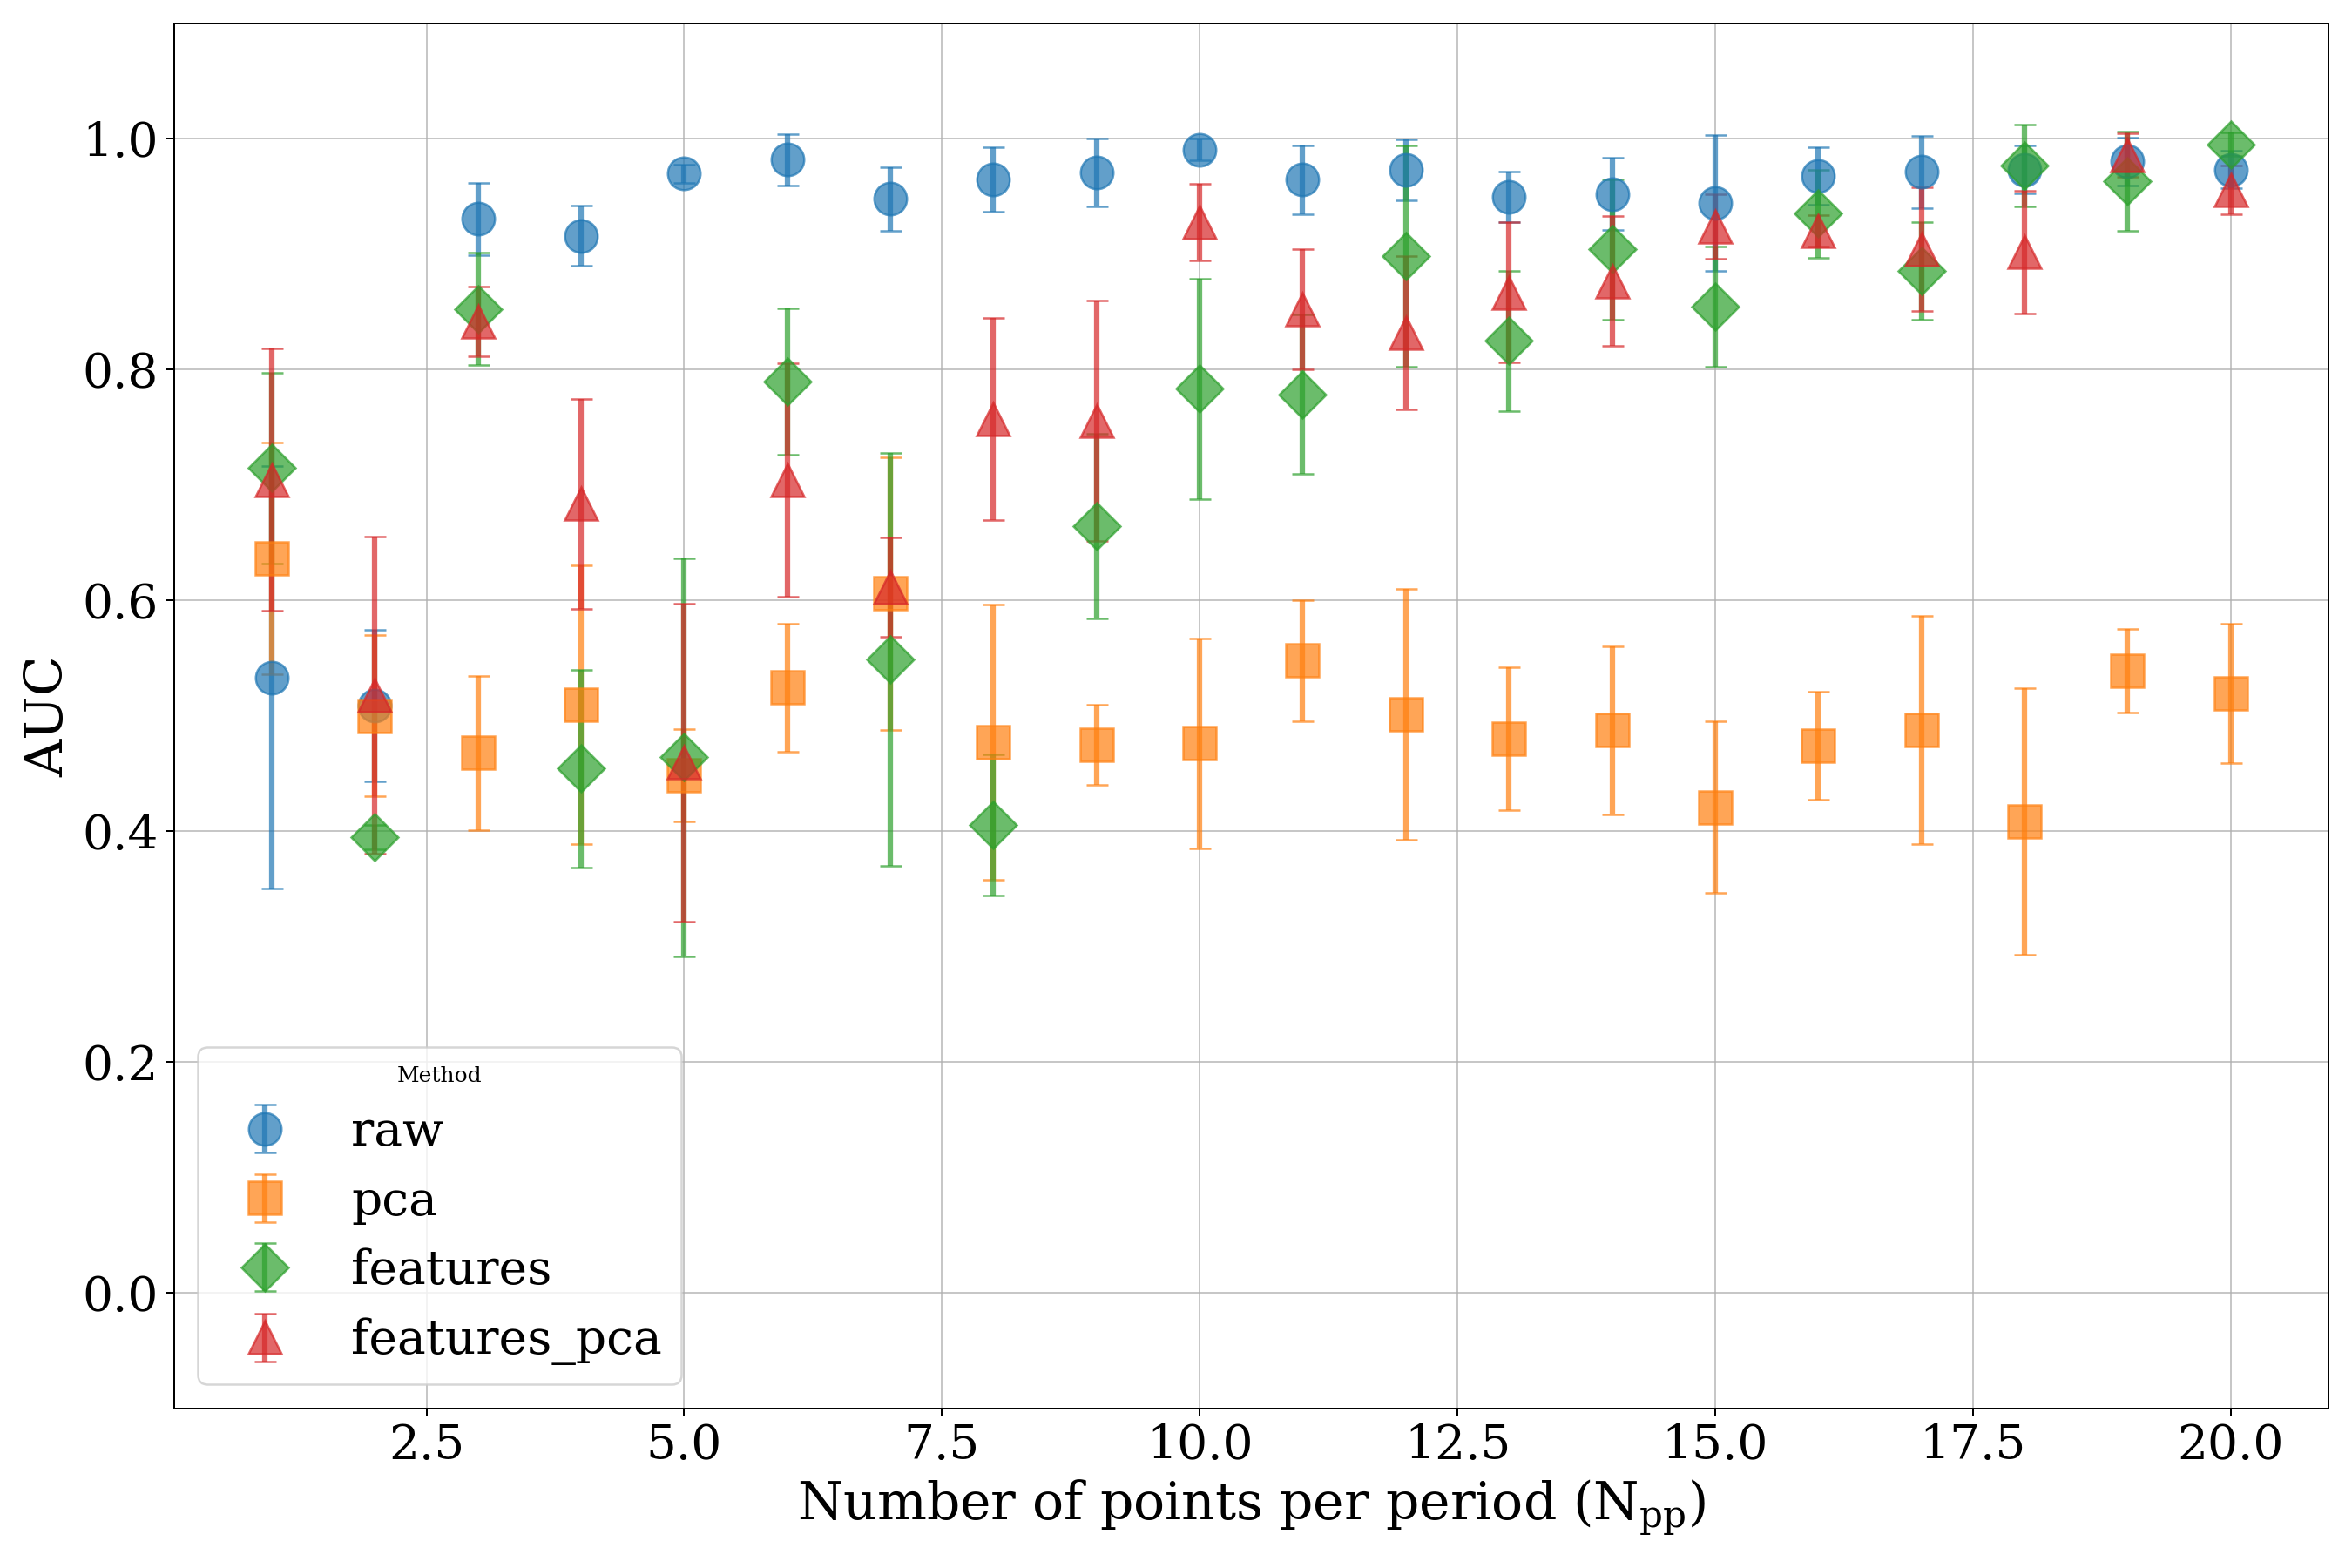 1.0
0.8
0.6
0.4
0.2
0.0
AUC
Method
raw
pca
features
features_pca
2.5 5.0 7.5 10.0 12.5 15.0 17.5 20.0
Number of points per period (Npp)